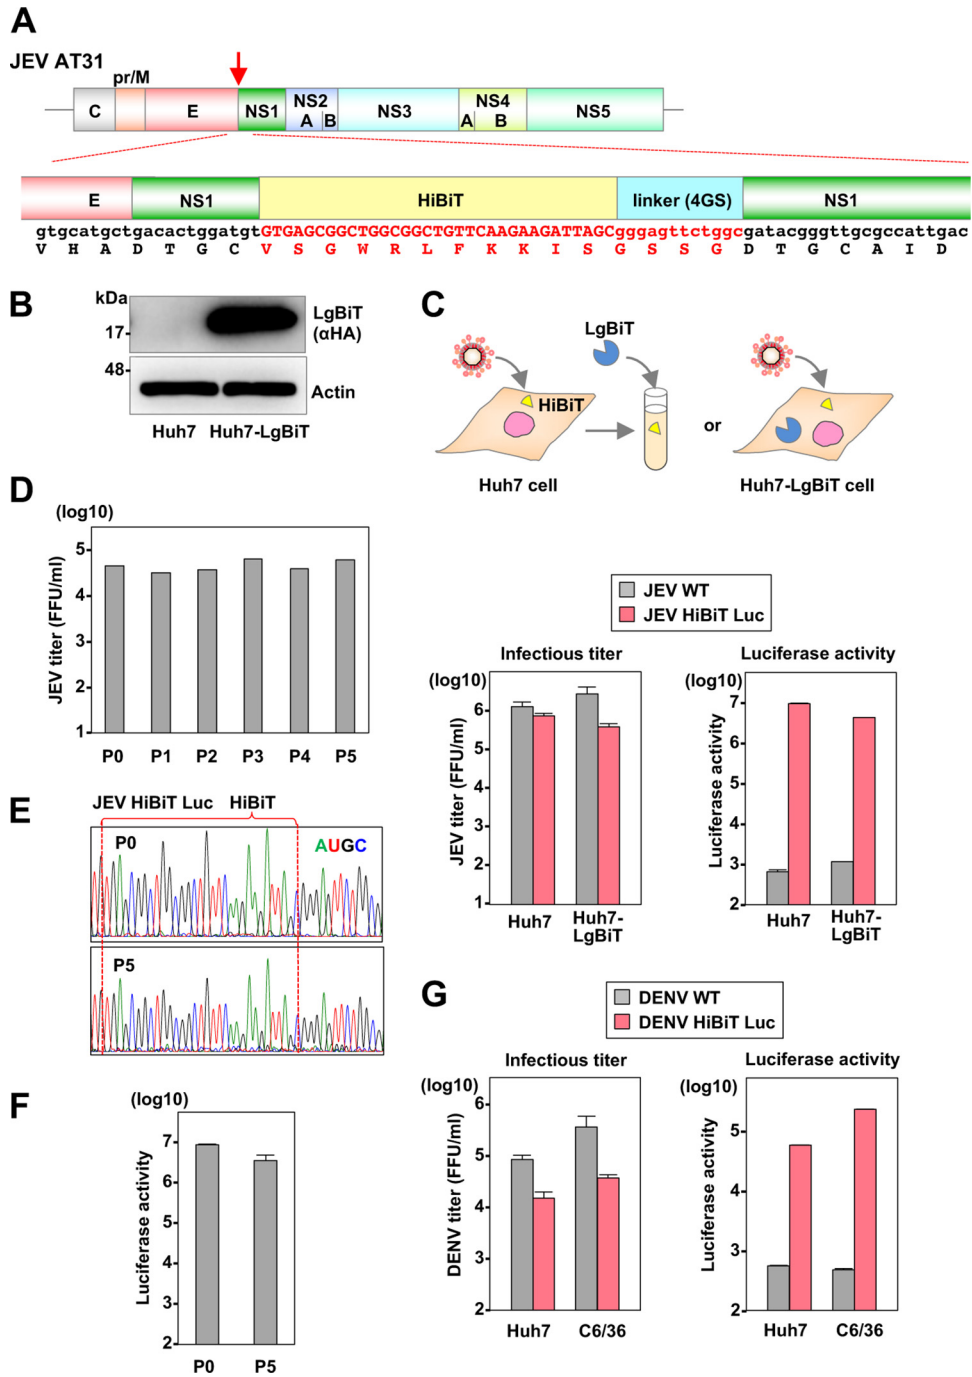 A
JEV AT31
pr/M
C E NS1 NS2 A B NS3 NS4 A B NS5
E NS1 HiBiT linker (4GS) NS1
gtgcatgctgacactggatgtGTGAGCGGCTGGCGGCTGTTCAAGAAGATTAGCgggagttctggcgatacgggttgcgccattgac
V H A D T G C V S G W R L F K K I S G S S G D T G C A I D
B
kDa
17
48
LgBiT
(αHA)
Actin
Huh7 Huh7-LgBiT
C
LgBiT
HiBiT
or
Huh7 cell
Huh7-LgBiT cell
D
(log10)
JEV titer (FFU/ml)
5
4
3
2
1
P0 P1 P2 P3 P4 P5
JEV WT
JEV HiBiT Luc
Infectious titer
(log10)
JEV titer (FFU/ml)
6
5
4
3
2
1
Huh7 Huh7-
LgBiT
Luciferase activity
(log10)
Luciferase activity
7
6
5
4
3
2
Huh7 Huh7-
LgBiT
E
JEV HiBiT Luc HiBiT
P0
AUGC
P5
F
(log10)
Luciferase activity
7
6
5
4
3
2
P0 P5
G
DENV WT
DENV HiBiT Luc
Infectious titer
(log10)
DENV titer (FFU/ml)
6
5
4
3
2
Huh7 C6/36
Luciferase activity
(log10)
Luciferase activity
5
4
3
2
Huh7 C6/36